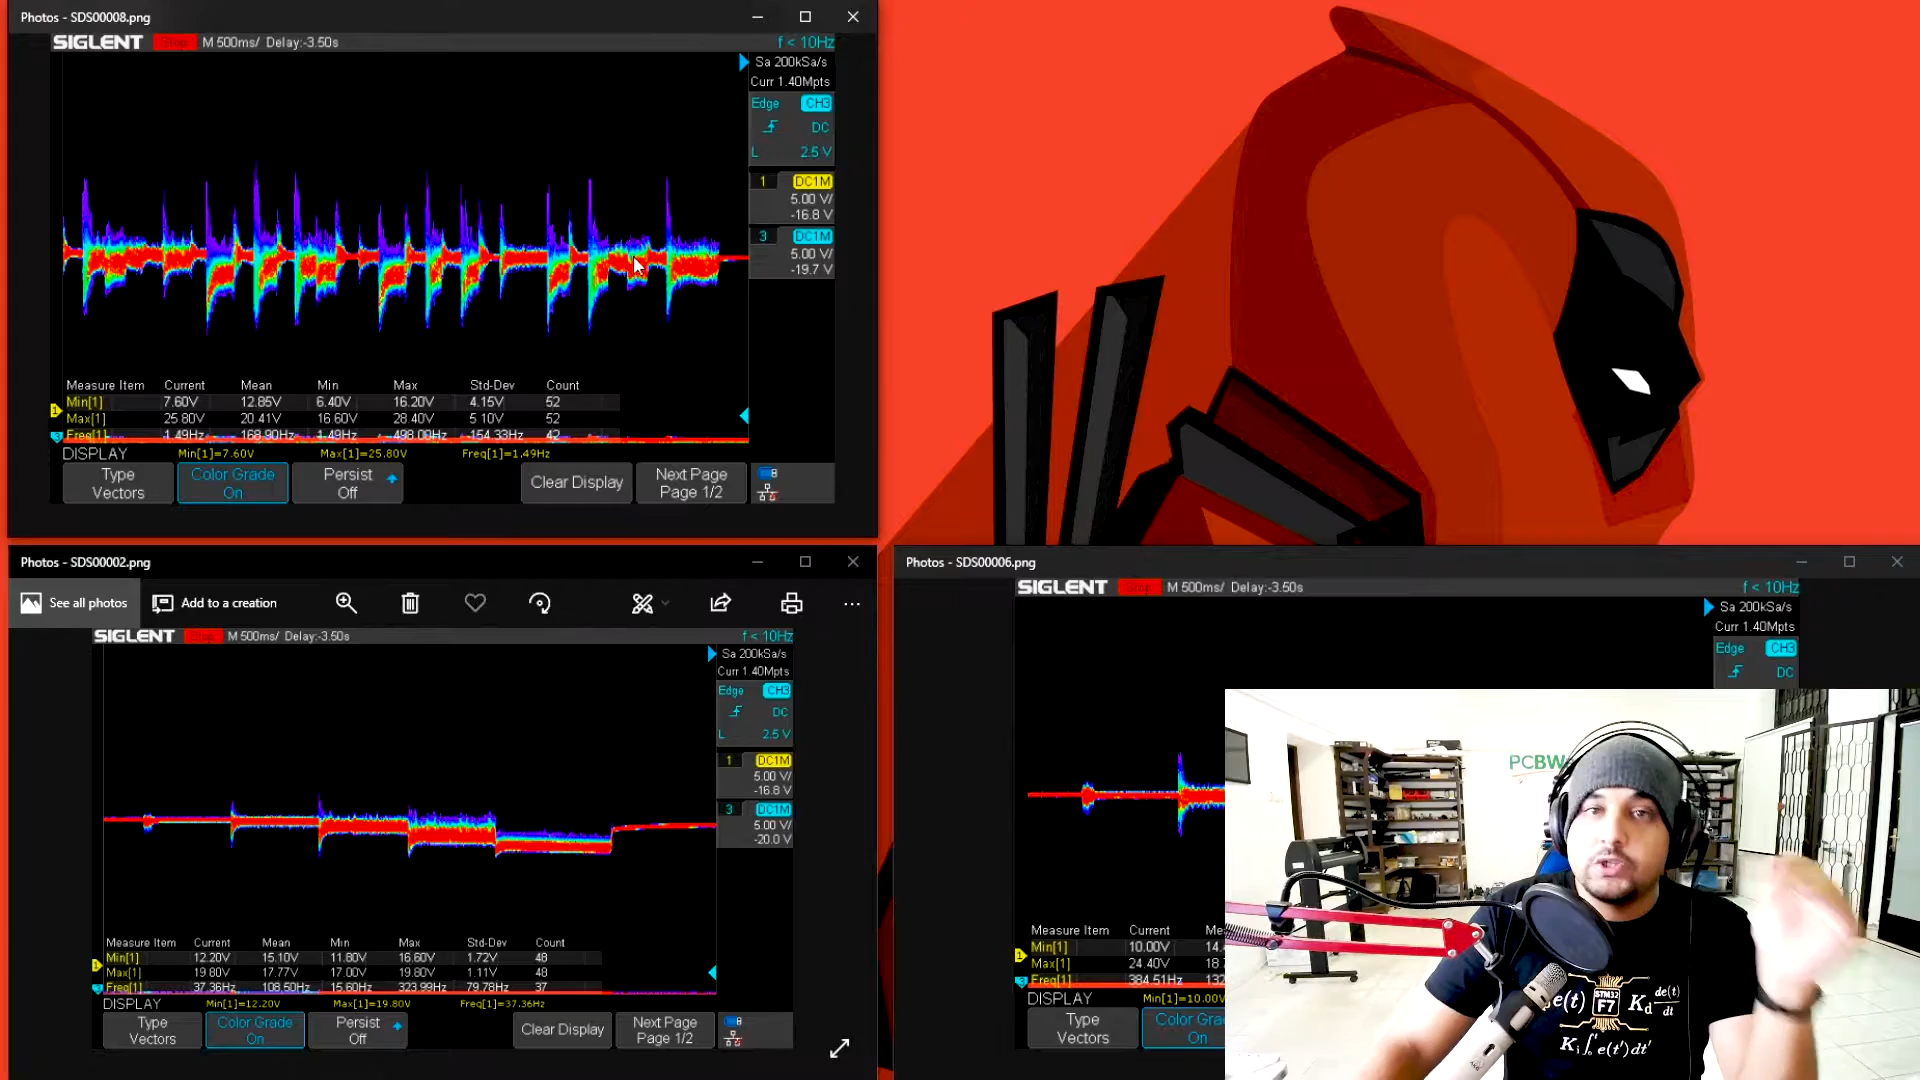 Photos - SDS00008.png
SIGLENT Stop M 500ms/ Delay:-3.50s f < 10Hz
Sa 200kSa/s
Curr 1.40Mpts
Edge CH3
DC
L 2.5 V
1 DC1M
5.00 V/
-16.8 V
3 DC1M
5.00 V/
-19.7 V
Measure Item Current Mean Min Max Std-Dev Count
Min[1] 7.60V 12.85V 6.40V 16.20V 4.15V 52
Max[1] 25.80V 20.41V 16.60V 28.40V 5.10V 52
Freq[1] 1.49Hz 168.90Hz 1.49Hz 498.00Hz 154.33Hz 42
DISPLAY Min[1]=7.60V Max[1]=25.80V Freq[1]=1.49Hz
Type Vectors
Color Grade On
Persist Off
Clear Display
Next Page Page 1/2
Photos - SDS00002.png
See all photos Add to a creation
SIGLENT Stop M 500ms/ Delay:-3.50s f < 10Hz
Sa 200kSa/s
Curr 1.40Mpts
Edge CH3
DC
L 2.5 V
1 DC1M
5.00 V/
-16.8 V
3 DC1M
5.00 V/
-20.0 V
Measure Item Current Mean Min Max Std-Dev Count
Min[1] 12.20V 15.10V 11.80V 16.60V 1.72V 48
Max[1] 19.80V 17.77V 17.00V 19.80V 1.11V 48
Freq[1] 37.36Hz 108.50Hz 15.60Hz 323.99Hz 79.78Hz 37
DISPLAY Min[1]=12.20V Max[1]=19.80V Freq[1]=37.36Hz
Type Vectors
Color Grade On
Persist Off
Clear Display
Next Page Page 1/2
Photos - SDS00006.png
SIGLENT Stop M 500ms/ Delay:-3.50s f < 10Hz
Sa 200kSa/s
Curr 1.40Mpts
Edge CH3
DC
Measure Item Current
Min[1] 10.00V
Max[1] 24.40V
Freq[1] 384.51Hz
DISPLAY Min[1]=10.00V
Type Vectors
On
PCBW
e(t) STM32 F7 Kd de(t)/dt
Ki∫e(t')dt'